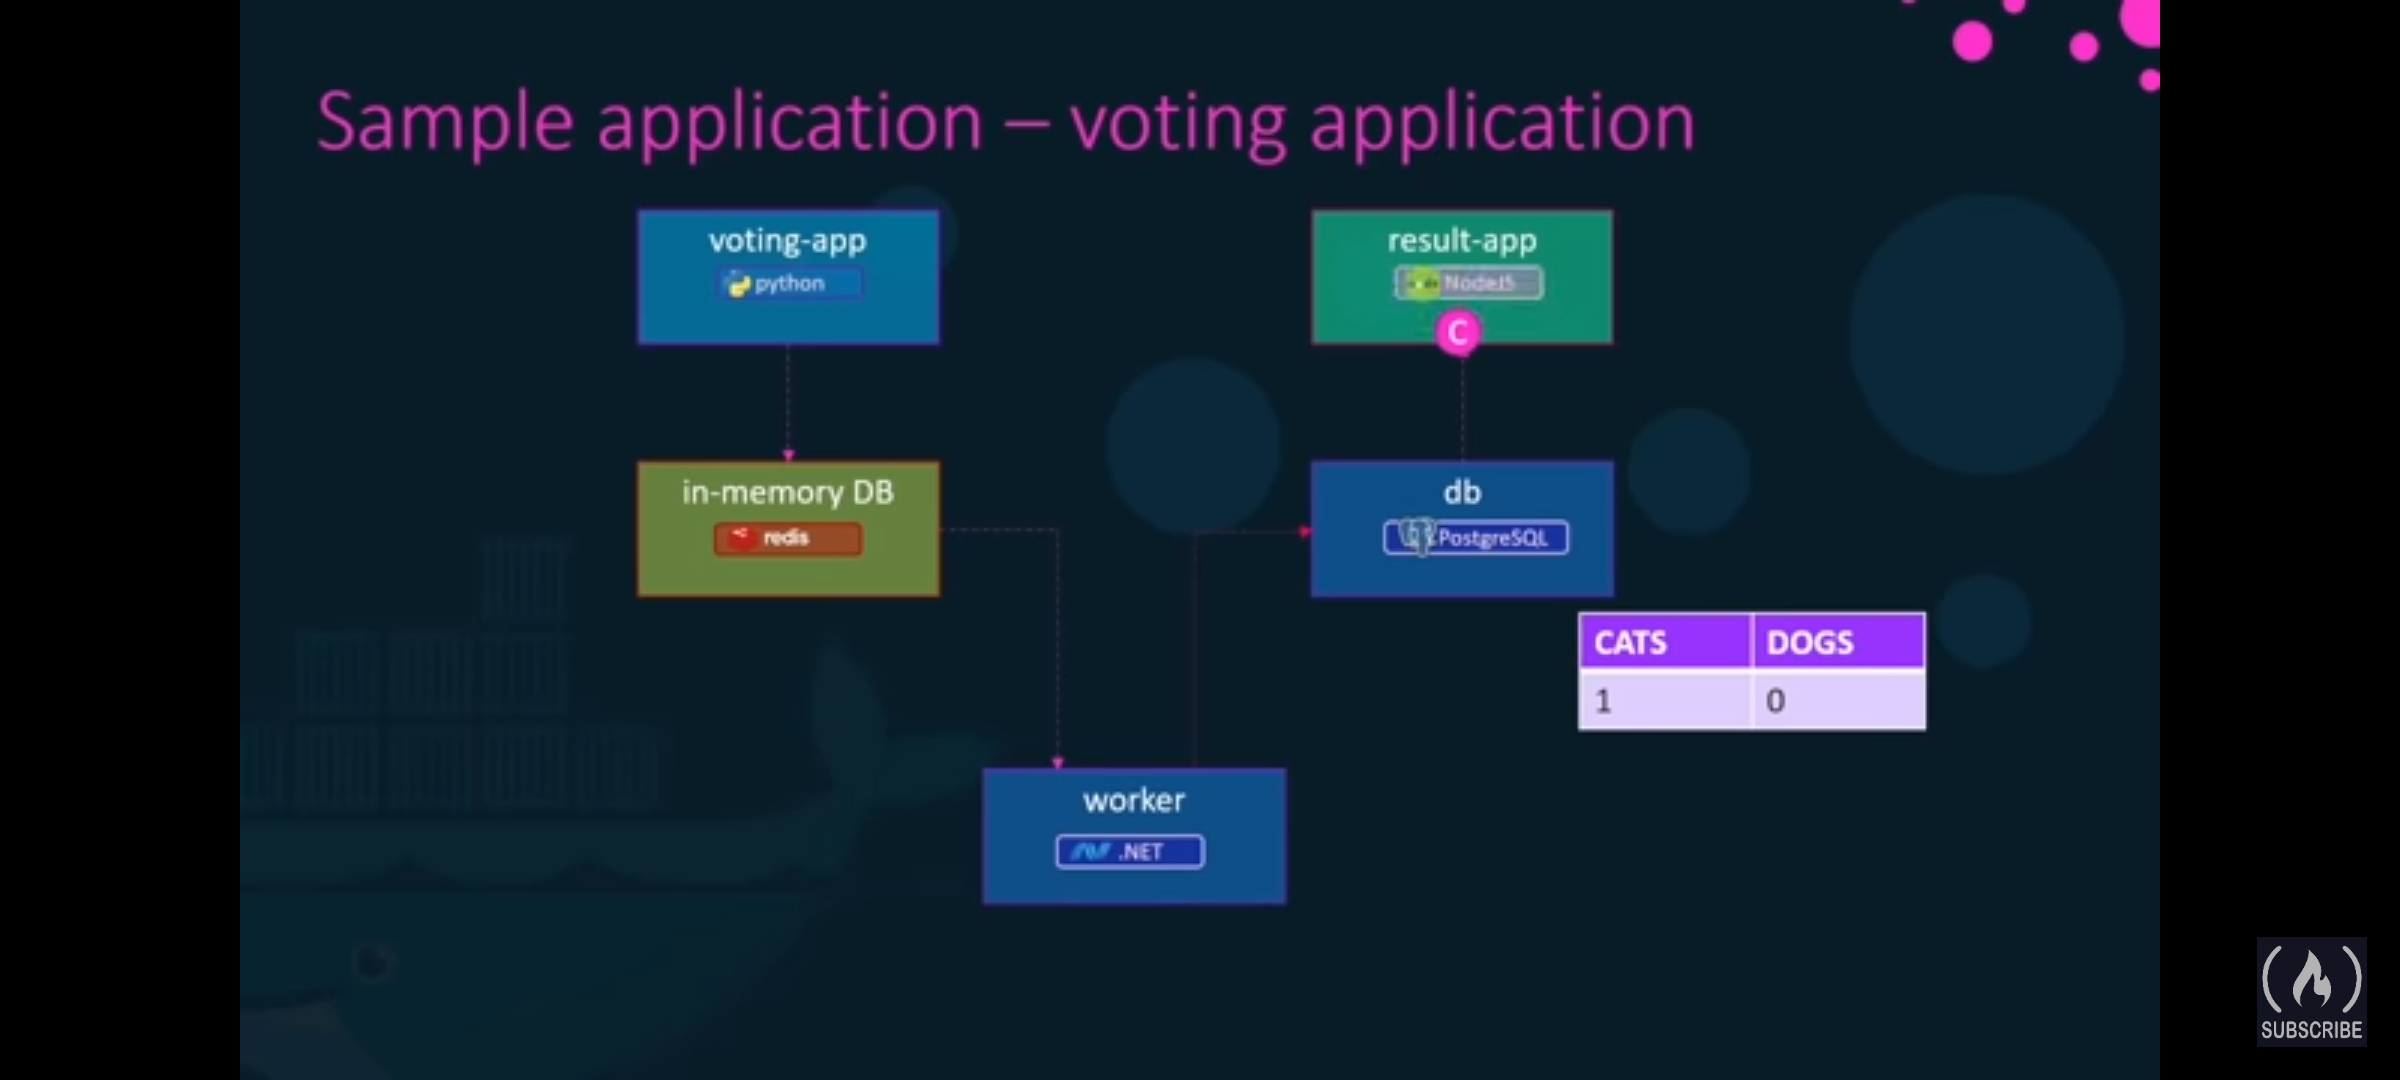 Sample application – voting application
voting-app
python
result-app
NodeJS
C
in-memory DB
redis
db
PostgreSQL
CATS DOGS
1 0
worker
.NET
SUBSCRIBE